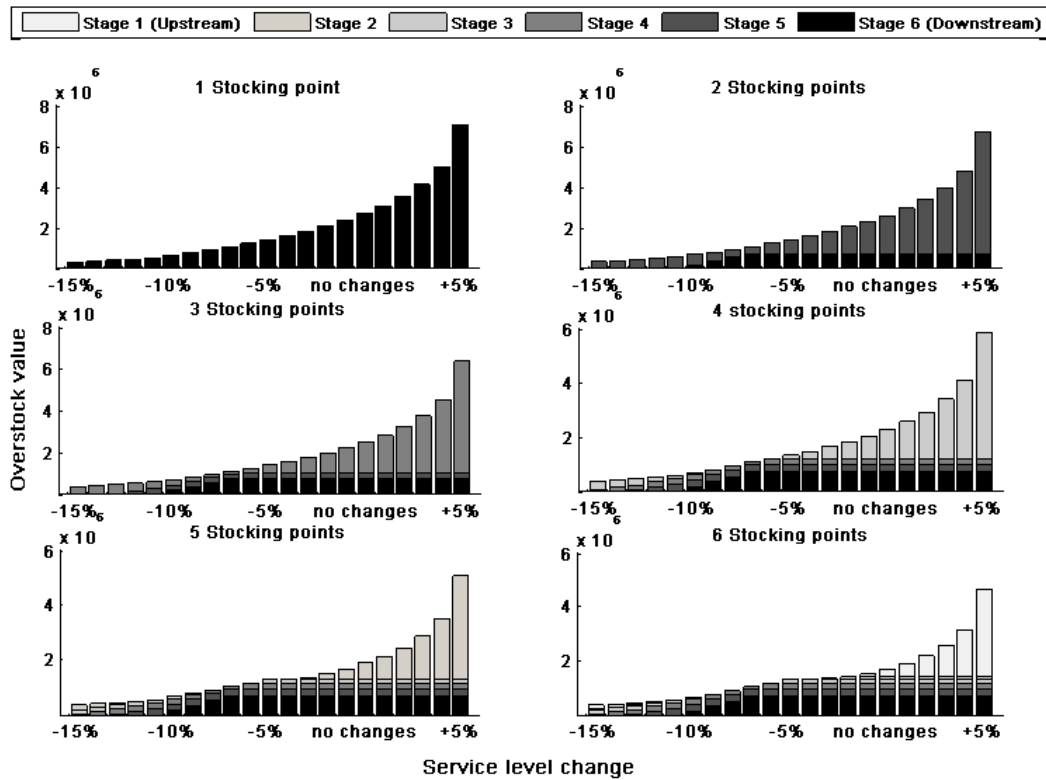 Stage 1 (Upstream) Stage 2 Stage 3 Stage 4 Stage 5 Stage 6 (Downstream)
x 10 6
1 Stocking point
8
6
4
2
-15% -10% -5% no changes +5%
x 10 6
2 Stocking points
8
6
4
2
-15% -10% -5% no changes +5%
Overstock value
x 10 6
3 Stocking points
8
6
4
2
-15% -10% -5% no changes +5%
x 10 6
4 stocking points
6
4
2
-15% -10% -5% no changes +5%
x 10 6
5 Stocking points
6
4
2
-15% -10% -5% no changes +5%
x 10 6
6 Stocking points
6
4
2
-15% -10% -5% no changes +5%
Service level change